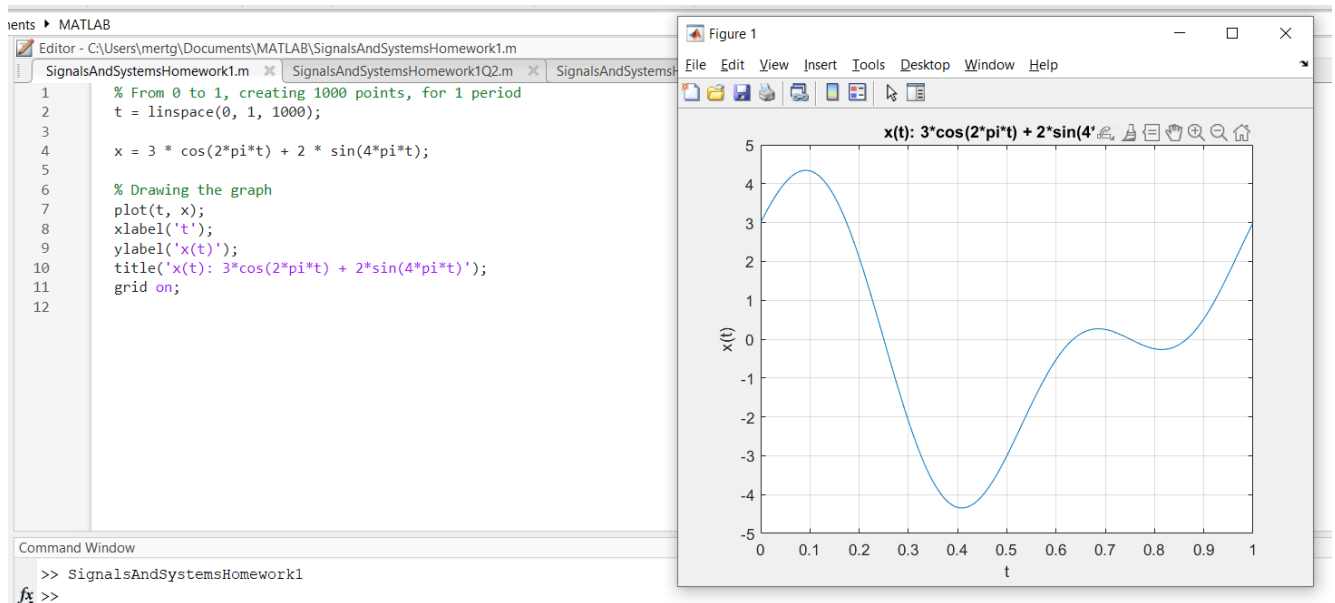 ments ▶ MATLAB
Editor - C:\Users\mertg\Documents\MATLAB\SignalsAndSystemsHomework1.m
SignalsAndSystemsHomework1.m × SignalsAndSystemsHomework1Q2.m × SignalsAndSystemsH
1 % From 0 to 1, creating 1000 points, for 1 period
2 t = linspace(0, 1, 1000);
3
4 x = 3 * cos(2*pi*t) + 2 * sin(4*pi*t);
5
6 % Drawing the graph
7 plot(t, x);
8 xlabel('t');
9 ylabel('x(t)');
10 title('x(t): 3*cos(2*pi*t) + 2*sin(4*pi*t)');
11 grid on;
12
Command Window
>> SignalsAndSystemsHomework1
fx >>
Figure 1
File Edit View Insert Tools Desktop Window Help
x(t): 3*cos(2*pi*t) + 2*sin(4*
5
4
3
2
1
0
-1
-2
-3
-4
-5
x(t)
0 0.1 0.2 0.3 0.4 0.5 0.6 0.7 0.8 0.9 1
t